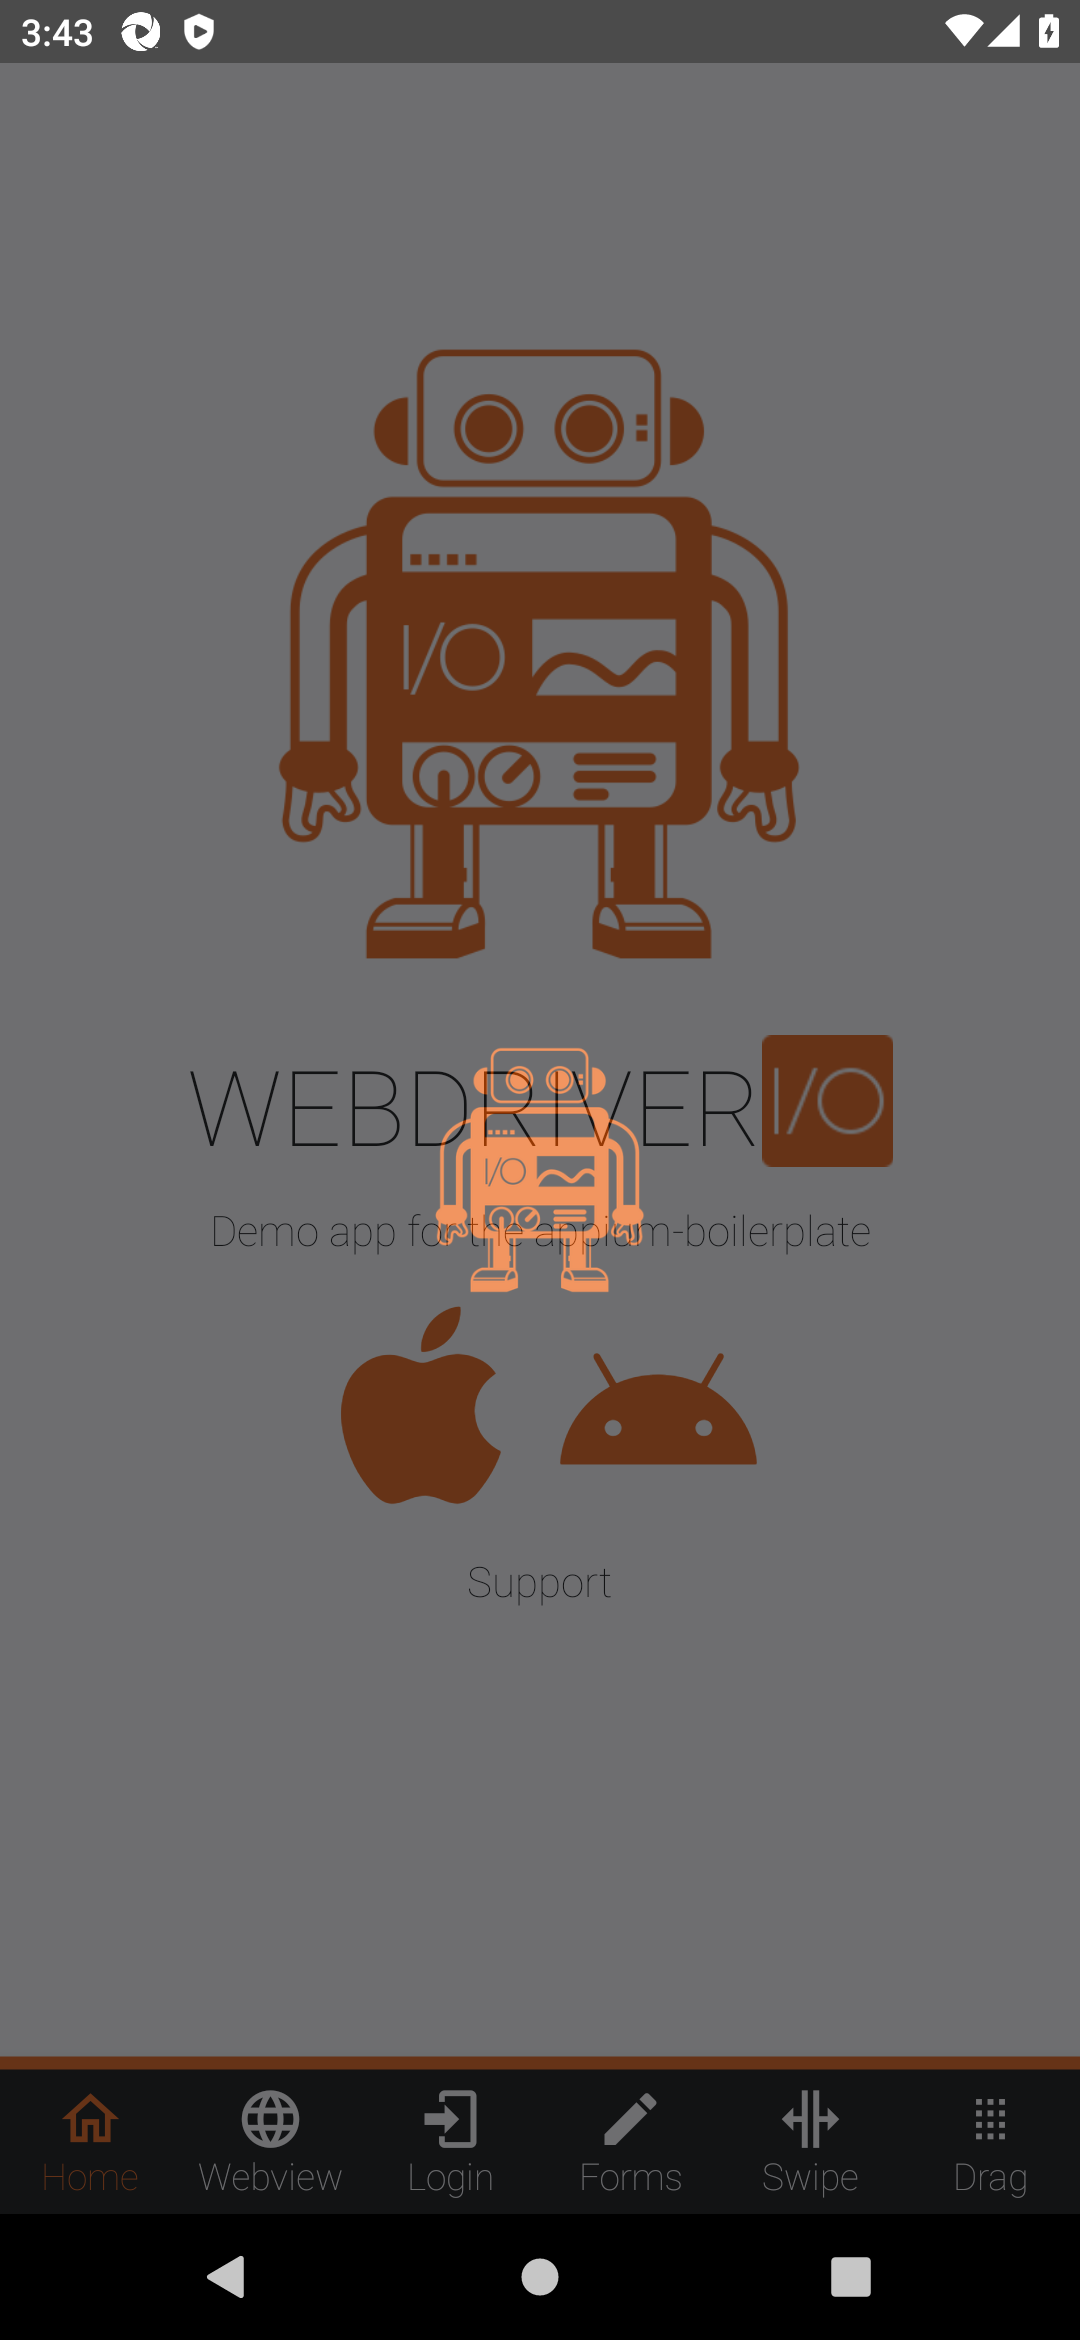 3:43
I/O
WEBDRIVER I/O
I/O
Demo app for the appium-boilerplate
Support
Home Webview Login Forms Swipe Drag